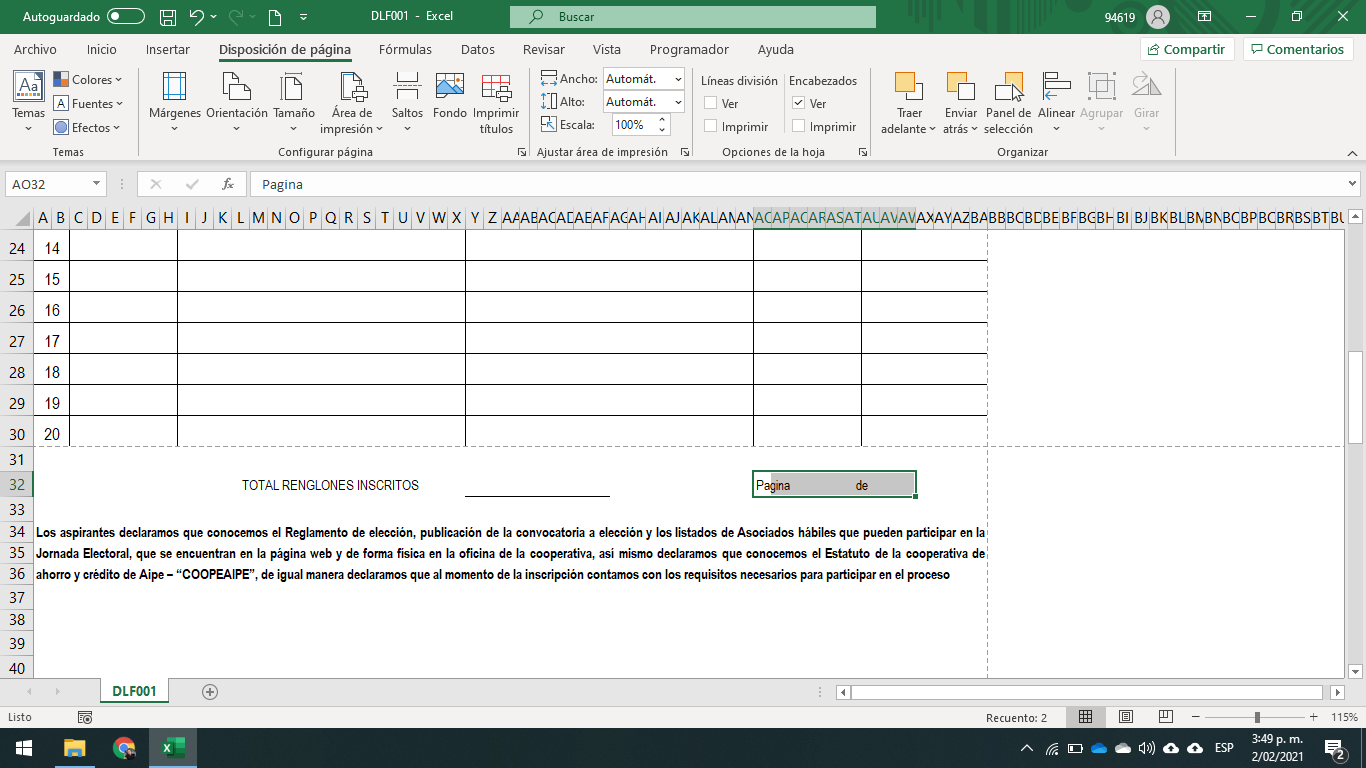 Autoguardado
DLF001 - Excel
Buscar
94619
Archivo Inicio Insertar Disposición de página Fórmulas Datos Revisar Vista Programador Ayuda
Compartir Comentarios
Temas
Colores
Fuentes
Efectos
Temas
Márgenes Orientación Tamaño Área de impresión Saltos Fondo Imprimir títulos
Configurar página
Ancho: Automát.
Alto: Automát.
Escala: 100%
Ajustar área de impresión
Líneas división Encabezados
Ver Ver
Imprimir Imprimir
Opciones de la hoja
Traer adelante Enviar atrás Panel de selección Alinear Agrupar Girar
Organizar
AO32 fx Pagina
A B C D E F G H I J K L M N O P Q R S T U V W X Y Z
24 14
25 15
26 16
27 17
28 18
29 19
30 20
31
32 TOTAL RENGLONES INSCRITOS Pagina de
33
34 Los aspirantes declaramos que conocemos el Reglamento de elección, publicación de la convocatoria a elección y los listados de Asociados hábiles que pueden participar en la
35 Jornada Electoral, que se encuentran en la página web y de forma fisica en la oficina de la cooperativa, asi mismo declaramos que conocemos el Estatuto de la cooperativa de
36 ahorro y crédito de Aipe – “COOPEAIPE”, de igual manera declaramos que al momento de la inscripción contamos con los requisitos necesarios para participar en el proceso
37
38
39
40
DLF001
Listo
Recuento: 2
115%
ESP
3:49 p. m.
2/02/2021
2